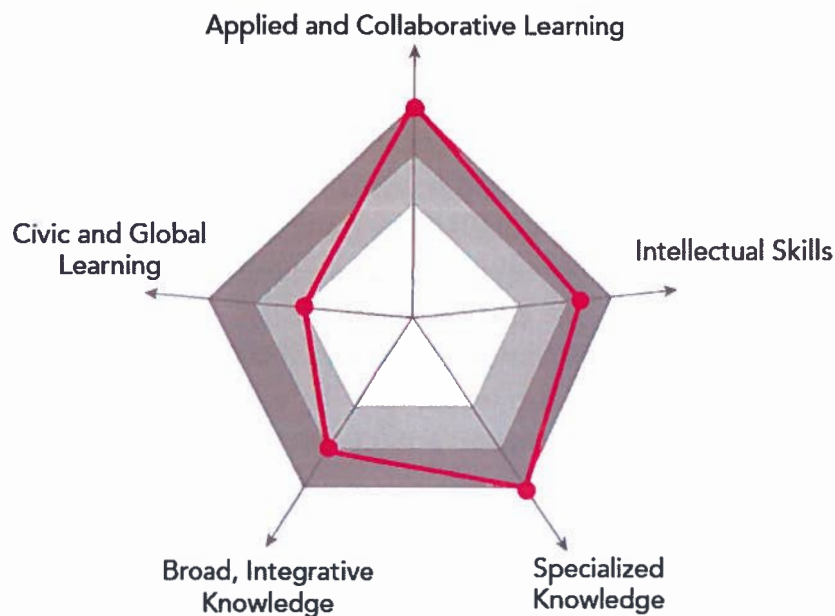 Applied and Collaborative Learning
Civic and Global
Learning
Intellectual Skills
Broad, Integrative
Knowledge
Specialized
Knowledge